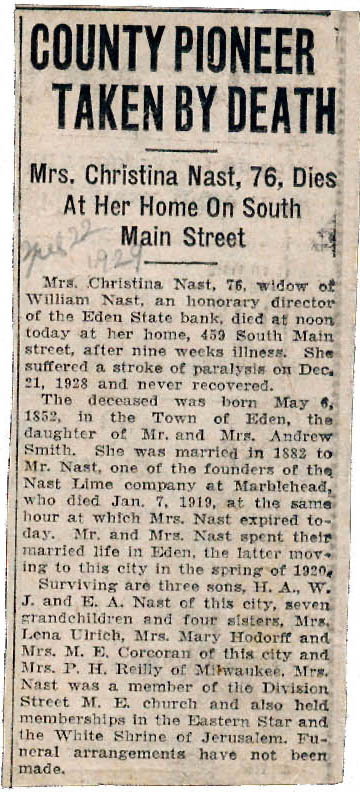 COUNTY PIONEER
TAKEN BY DEATH
Mrs. Christina Nast, 76, Dies
At Her Home On South
Main Street
Feb 22
1929
Mrs. Christina Nast, 76, widow of
William Nast, an honorary director
of the Eden State bank, died at noon
today at her home, 459 South Main
street, after nine weeks illness. She
suffered a stroke of paralysis on Dec.
21, 1928 and never recovered.
The deceased was born May 6,
1852, in the Town of Eden, the
daughter of Mr. and Mrs. Andrew
Smith. She was married in 1882 to
Mr. Nast, one of the founders of the
Nast Lime company at Marblehead,
who died Jan. 7, 1919, at the same
hour at which Mrs. Nast expired to-
day. Mr. and Mrs. Nast spent their
married life in Eden, the latter mov-
ing to this city in the spring of 1920.
Surviving are three sons, H. A., W.
J. and E. A. Nast of this city, seven
grandchildren and four sisters, Mrs.
Lena Ulrich, Mrs. Mary Hodorff and
Mrs. M. E. Corcoran of this city and
Mrs. P. H. Reilly of Milwaukee. Mrs.
Nast was a member of the Division
Street M. E. church and also held
memberships in the Eastern Star and
the White Shrine of Jerusalem. Fu-
neral arrangements have not been
made.